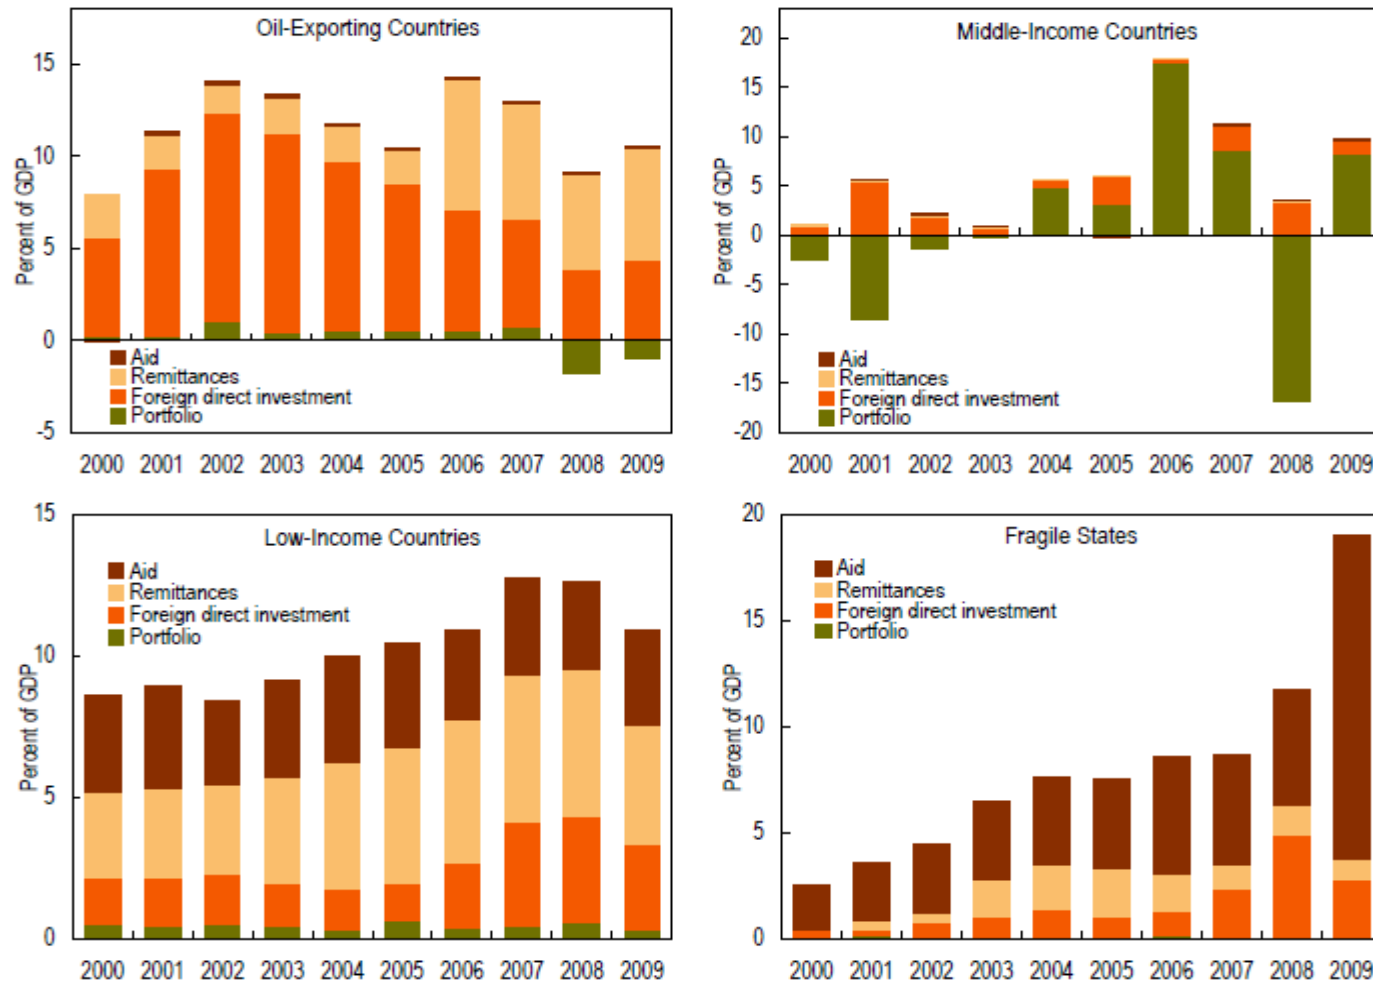 Oil-Exporting Countries
Percent of GDP
15
10
5
0
-5
Aid
Remittances
Foreign direct investment
Portfolio
2000 2001 2002 2003 2004 2005 2006 2007 2008 2009
Middle-Income Countries
Percent of GDP
20
15
10
5
0
-5
-10
-15
-20
Aid
Remittances
Foreign direct investment
Portfolio
2000 2001 2002 2003 2004 2005 2006 2007 2008 2009
Low-Income Countries
Percent of GDP
15
10
5
0
Aid
Remittances
Foreign direct investment
Portfolio
2000 2001 2002 2003 2004 2005 2006 2007 2008 2009
Fragile States
Percent of GDP
20
15
10
5
0
Aid
Remittances
Foreign direct investment
Portfolio
2000 2001 2002 2003 2004 2005 2006 2007 2008 2009